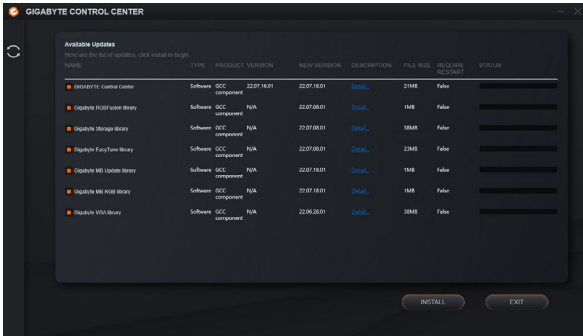 GIGABYTE CONTROL CENTER
Available Updates
Here are the list of updates, click install to begin.
NAME TYPE PRODUCT VERSION NEW VERSION DESCRIPTION FILE SIZE REQUIRE RESTART STATUS
GIGABYTE Control Center Software GCC component 22.07.16.01 22.07.18.01 Detail... 21MB False
Gigabyte RGBFusion library Software GCC component N/A 22.07.08.01 Detail... 1MB False
Gigabyte Storage library Software GCC component N/A 22.07.08.01 Detail... 38MB False
Gigabyte EasyTune library Software GCC component N/A 22.07.08.01 Detail... 23MB False
Gigabyte MB Update library Software GCC component N/A 22.07.18.01 Detail... 1MB False
Gigabyte MB RGB library Software GCC component N/A 22.07.18.01 Detail... 1MB False
Gigabyte VGA library Software GCC component N/A 22.06.28.01 Detail... 38MB False
INSTALL EXIT